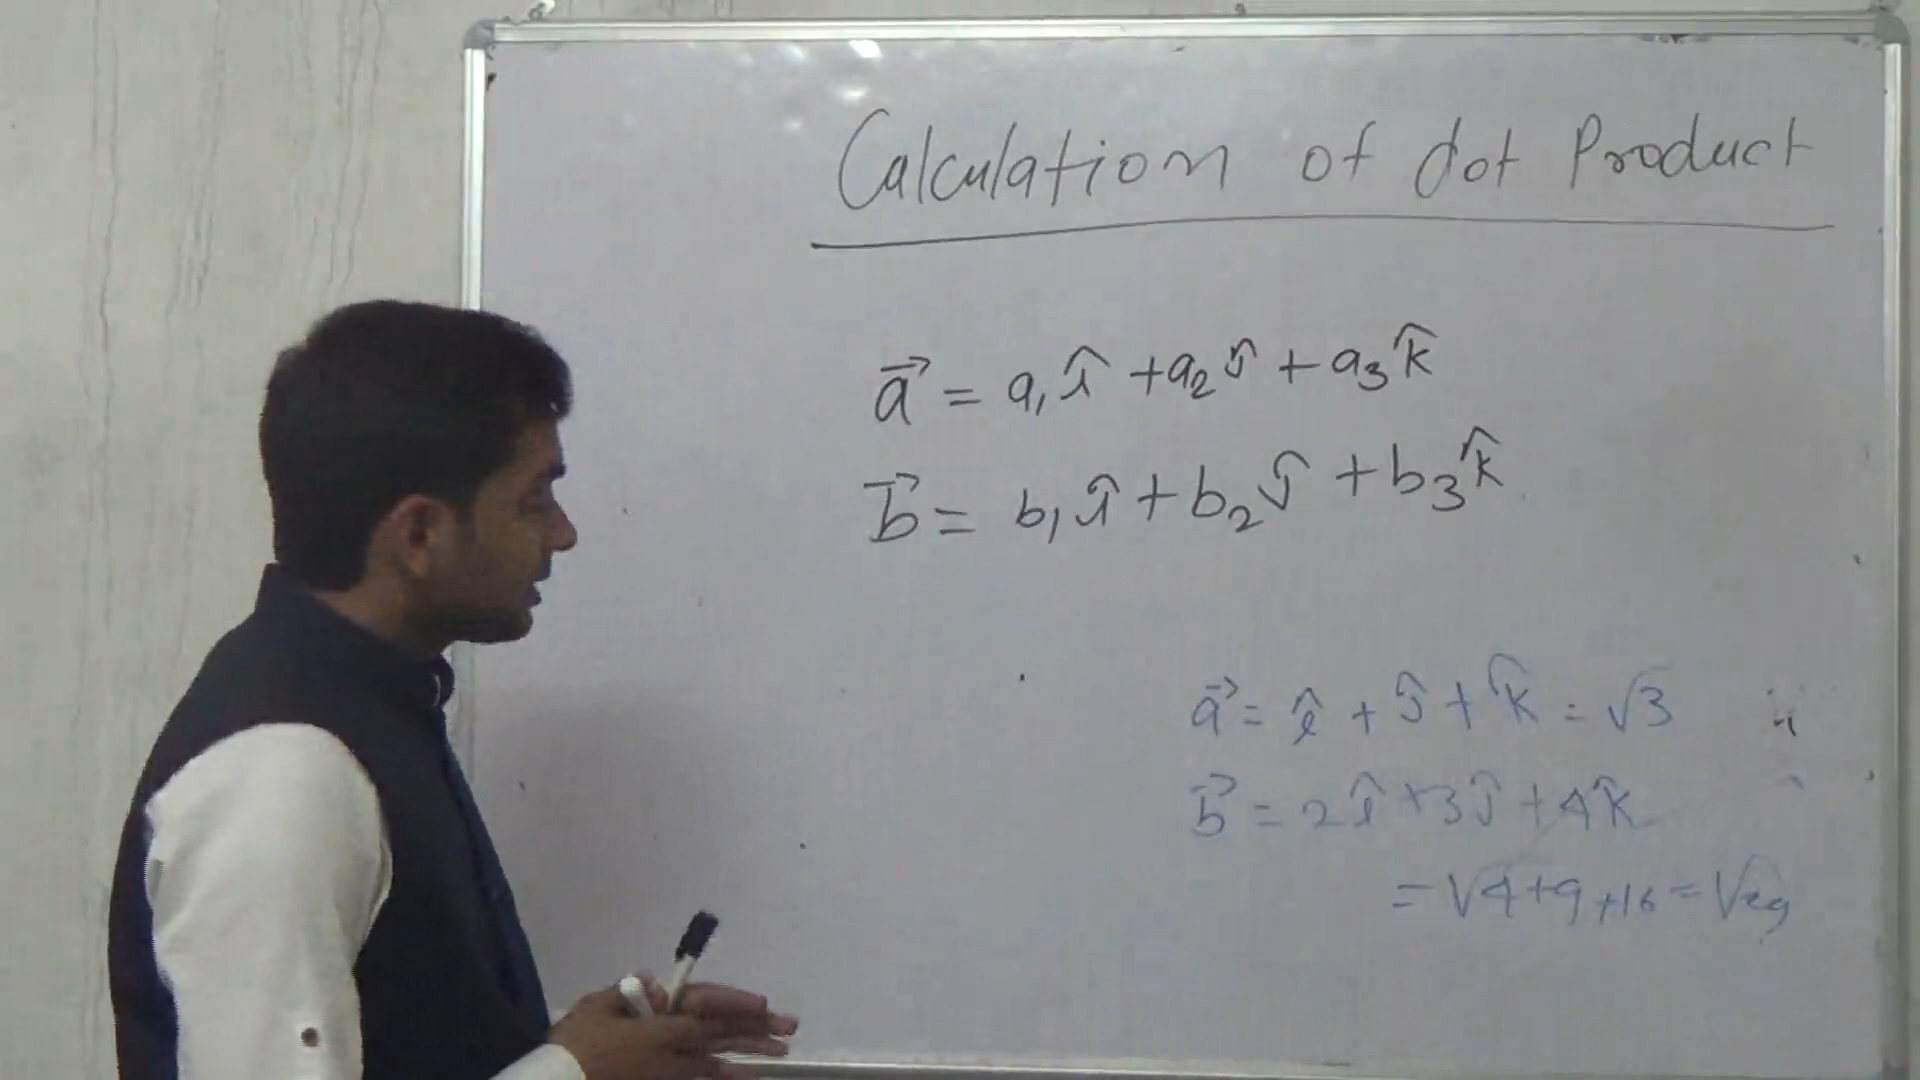 Calculation of dot Product
a⃗ = a₁î + a₂ĵ + a₃k̂
b⃗ = b₁î + b₂ĵ + b₃k̂
a⃗ = î + ĵ + k̂ = √3
b⃗ = 2î + 3ĵ + 4k̂
= √4+9+16 = √29